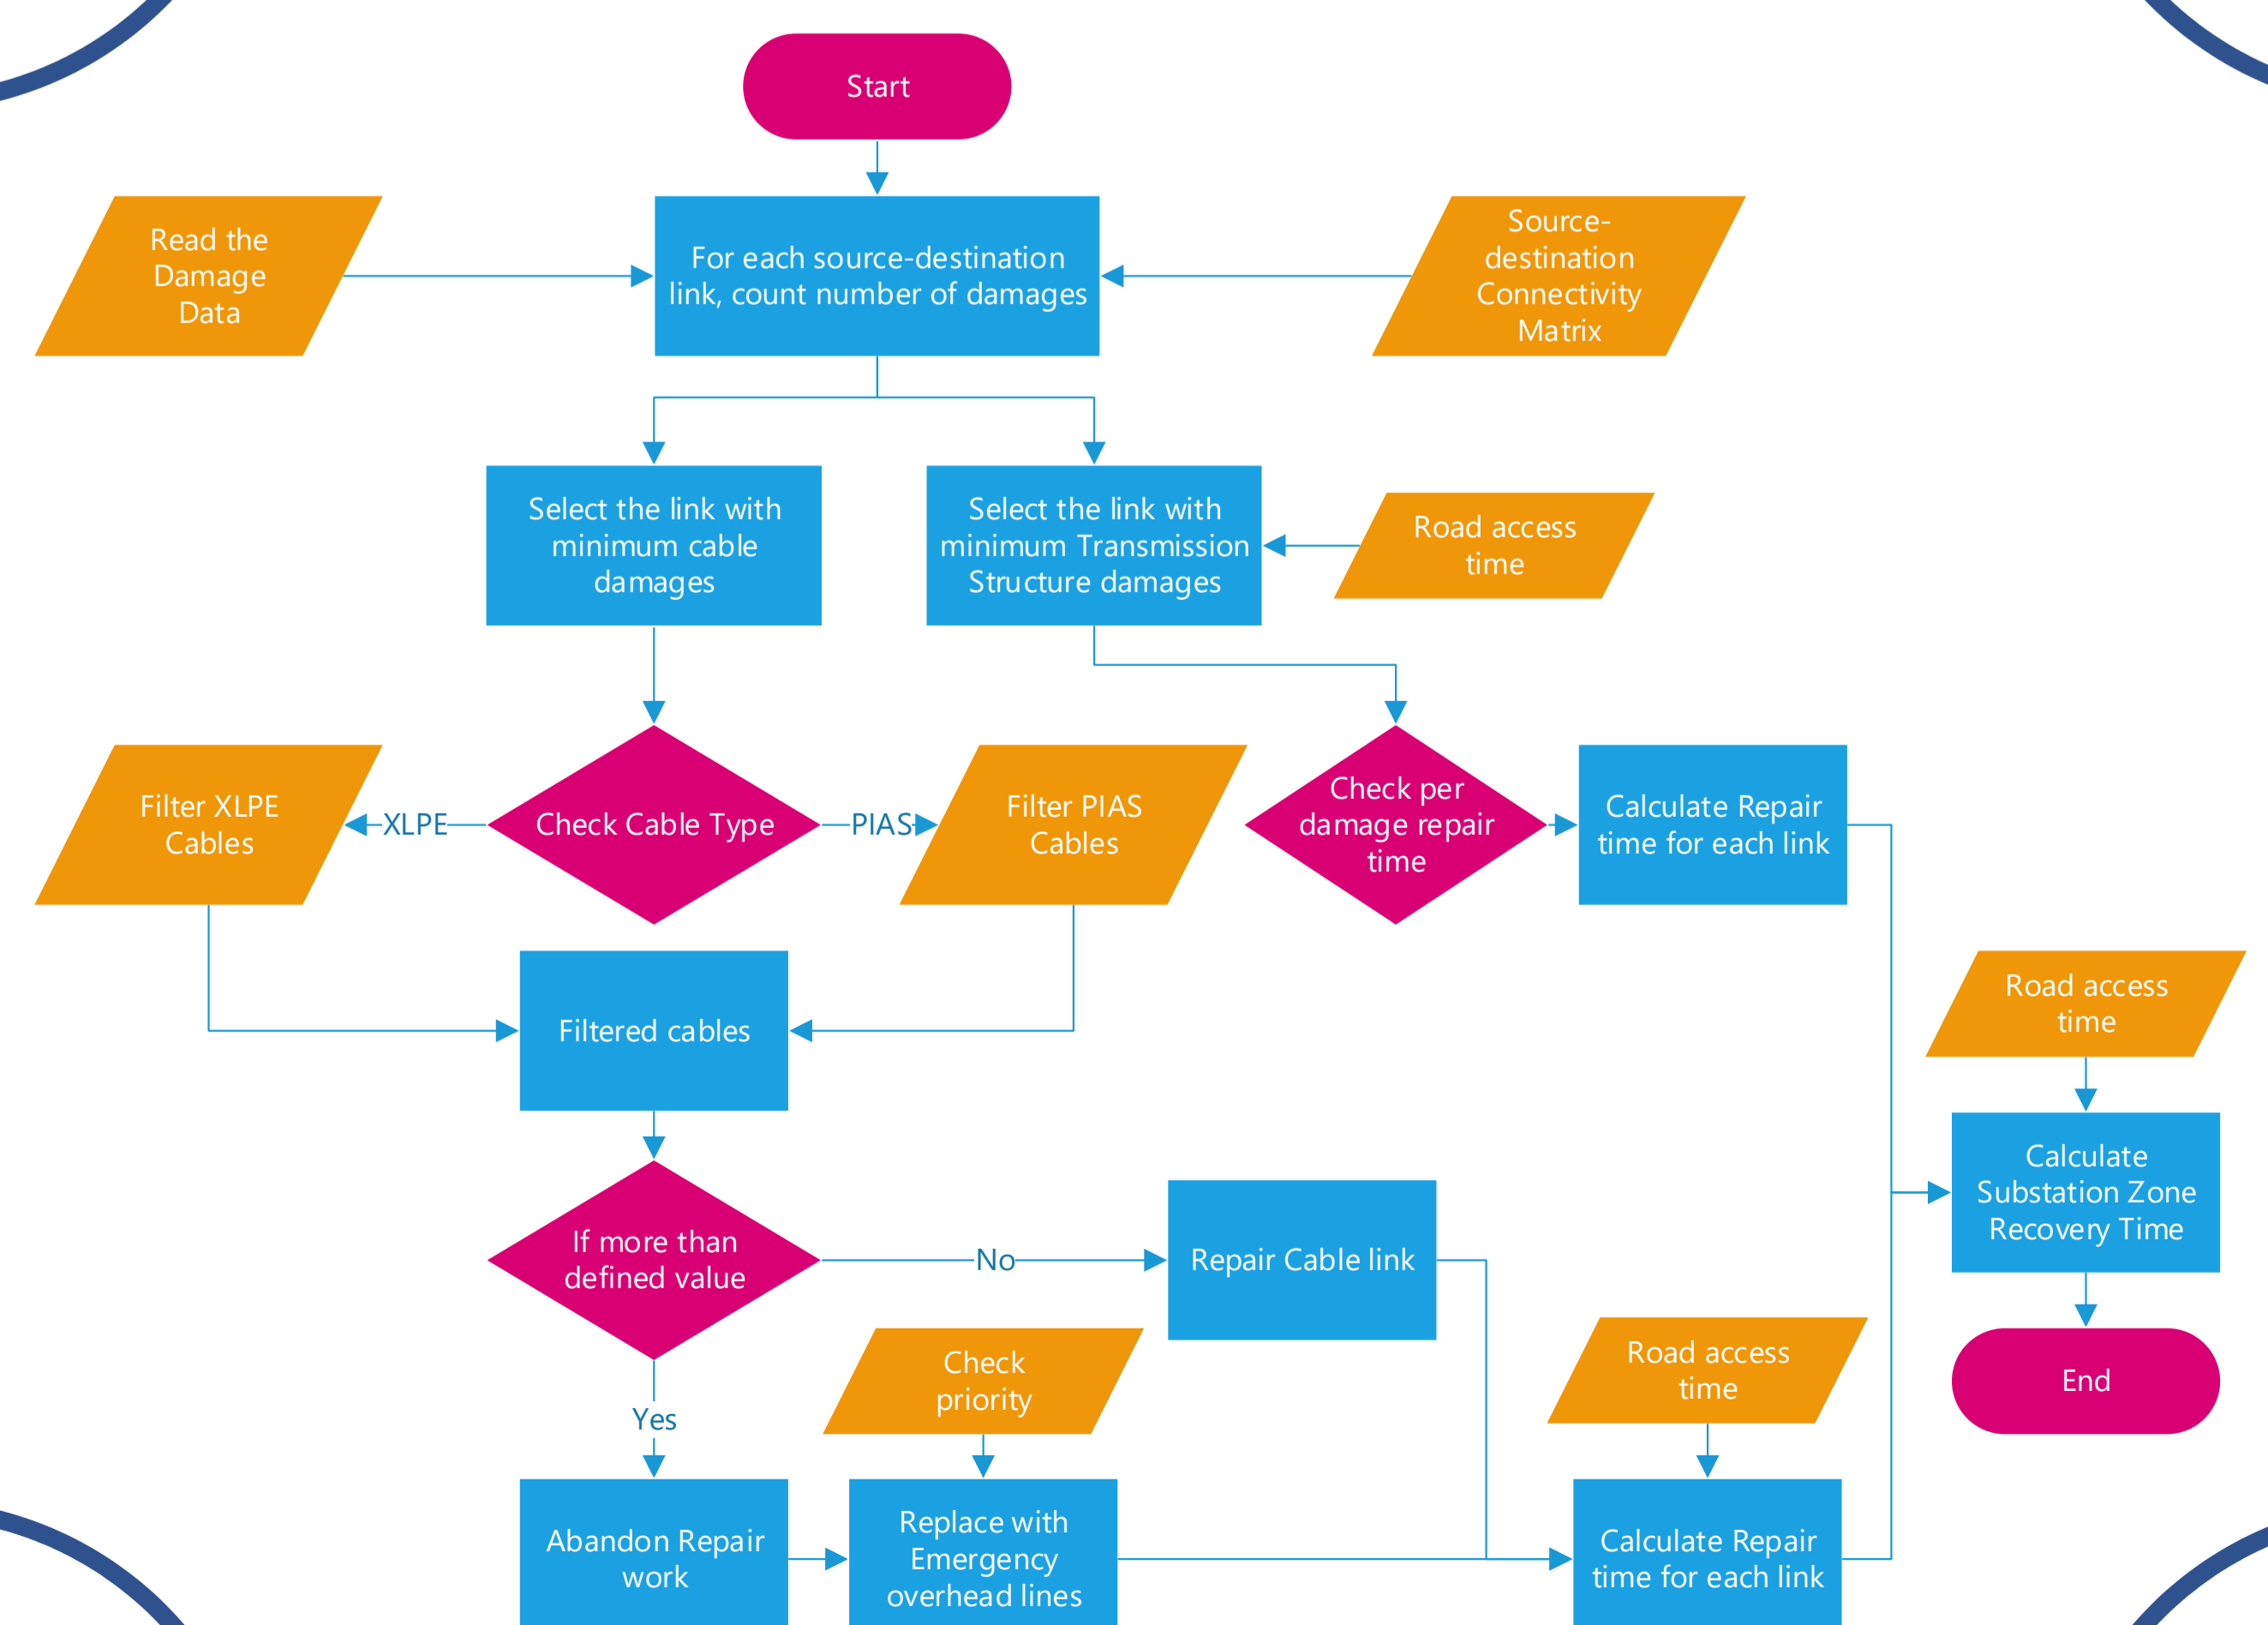 Start
Read the
Damage
Data
For each source-destination
link, count number of damages
Source-
destination
Connectivity
Matrix
Select the link with
minimum cable
damages
Select the link with
minimum Transmission
Structure damages
Road access
time
Filter XLPE
Cables
XLPE
Check Cable Type
PIAS
Filter PIAS
Cables
Check per
damage repair
time
Calculate Repair
time for each link
Filtered cables
Road access
time
If more than
defined value
No
Repair Cable link
Calculate
Substation Zone
Recovery Time
Yes
Check
priority
Road access
time
End
Abandon Repair
work
Replace with
Emergency
overhead lines
Calculate Repair
time for each link